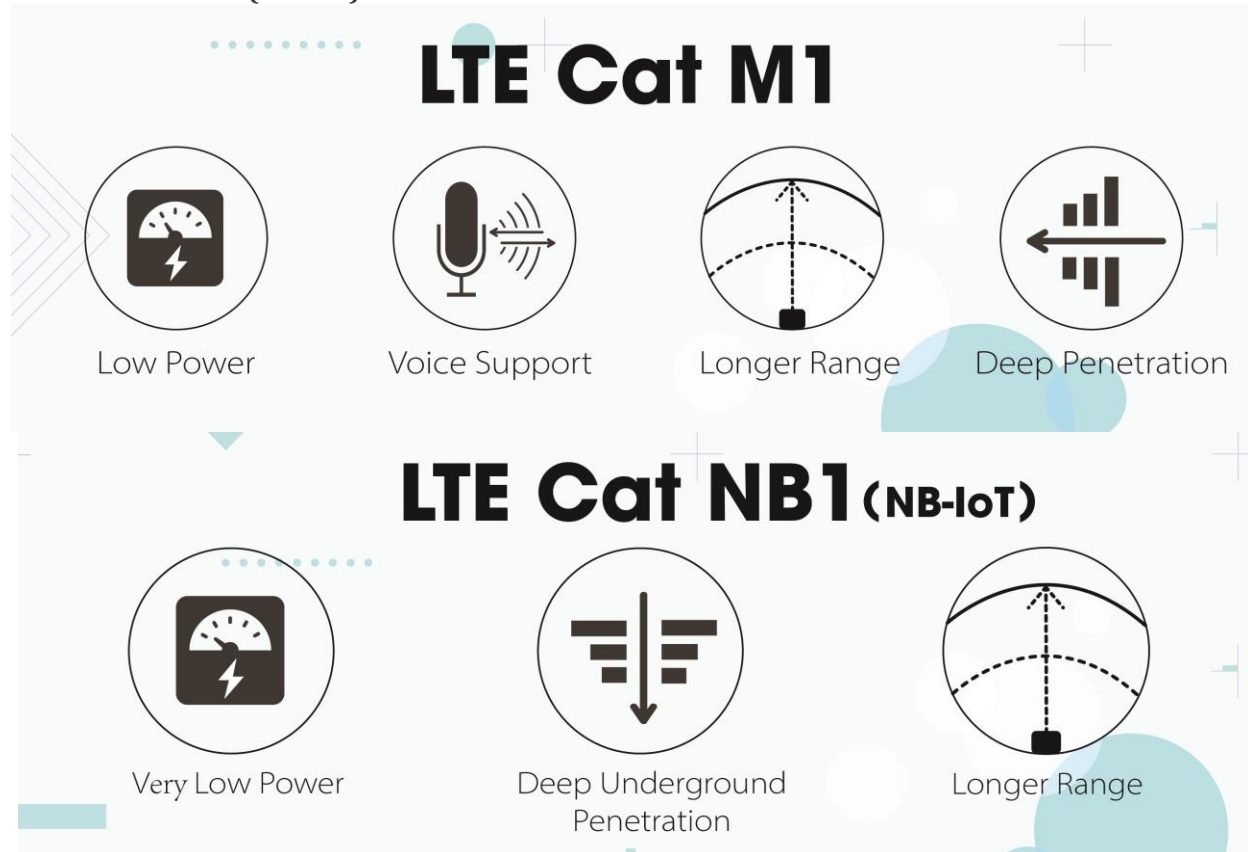 LTE Cat M1
Low Power
Voice Support
Longer Range
Deep Penetration
LTE Cat NB1 (NB-IoT)
Very Low Power
Deep Underground
Penetration
Longer Range